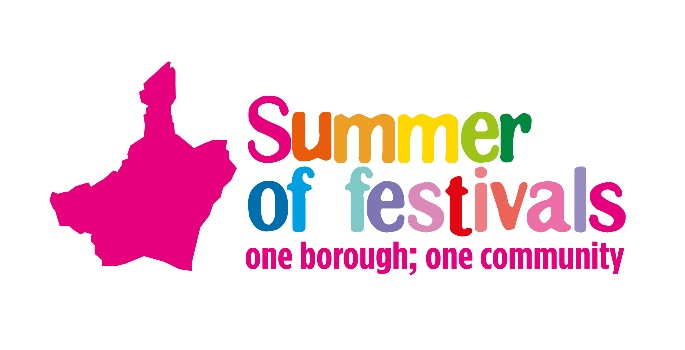 Summer
of festivals
one borough; one community